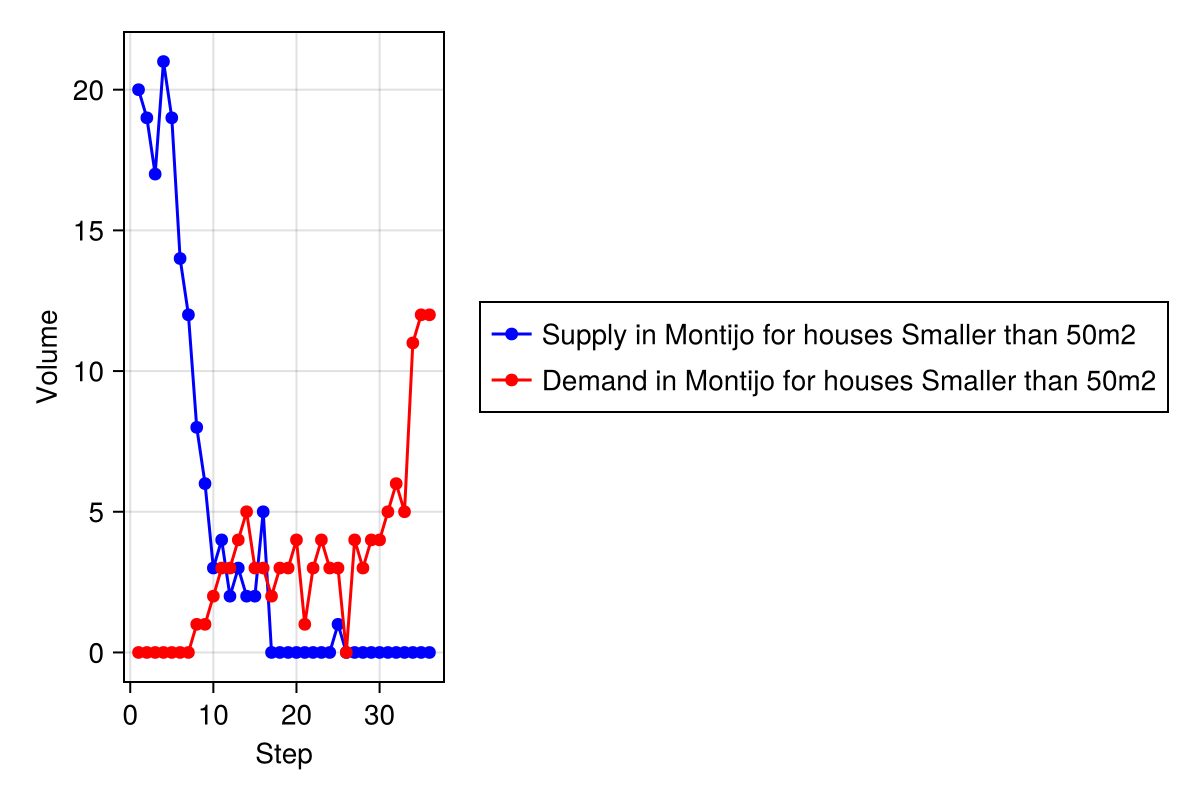 20
15
10
5
0
Volume
0 10 20 30
Step
Supply in Montijo for houses Smaller than 50m2
Demand in Montijo for houses Smaller than 50m2